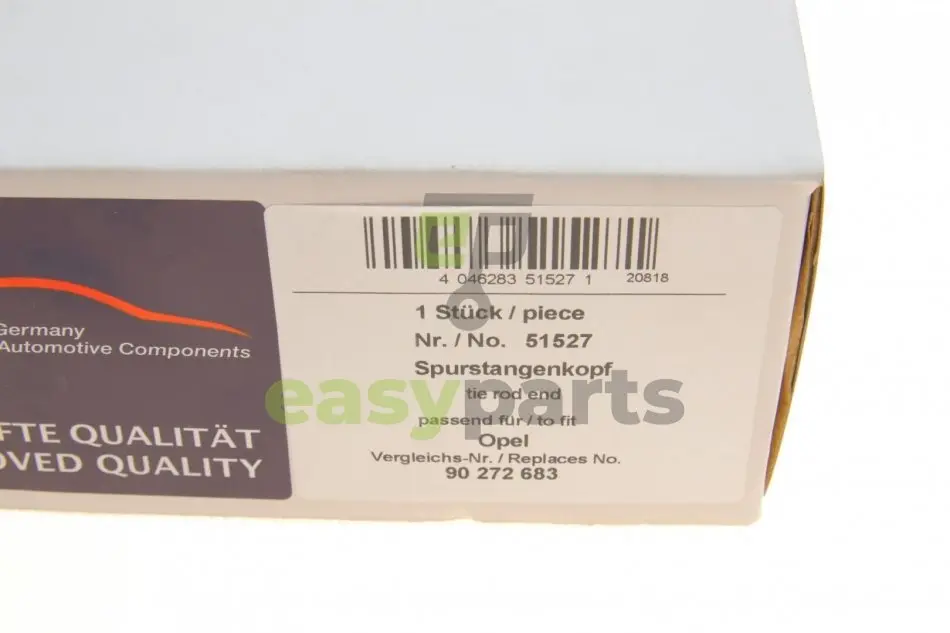 Germany
Automotive Components
FTE QUALITÄT
OVED QUALITY
4 046283 51527 1
20818
1 Stück / piece
Nr. / No. 51527
Spurstangenkopf
tie rod end
passend für / to fit
Opel
Vergleichs-Nr. / Replaces No.
90 272 683
ep
easyparts